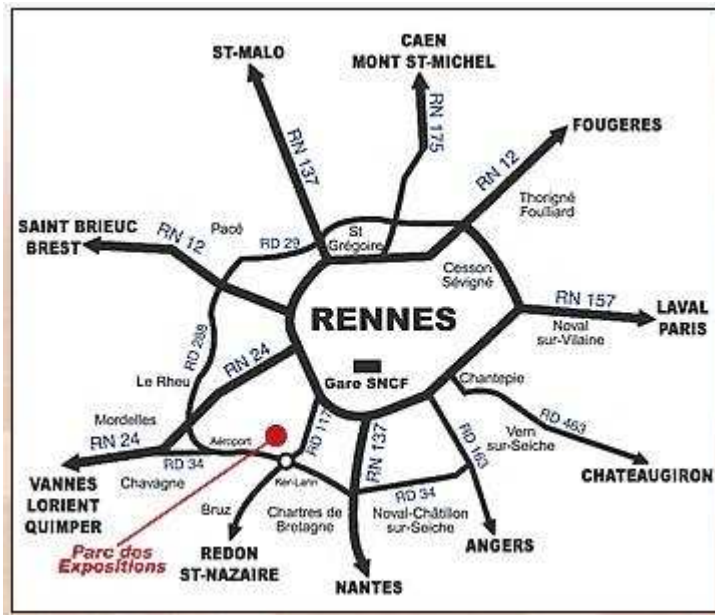 CAEN
MONT ST-MICHEL
ST-MALO
FOUGERES
RN 137
RN 175
RN 12
Thorigné
Foulliard
SAINT BRIEUC
BREST
RN 12
Pacé
RD 29
St
Grégoire
Cesson
Sévigné
RENNES
RN 157
LAVAL
PARIS
Noval
sur-Vilaine
RD 288
RN 24
Le Rheu
Gare SNCF
Chantepie
Mordelles
RN 24
Aéroport
RD 117
RN 137
RD 163
Vern
sur-Seiche
RD 463
CHATEAUGIRON
VANNES
LORIENT
QUIMPER
RD 34
Chavagne
Ker-Lann
Bruz
Chartres de
Bretagne
RD 34
Noval-Châtillon
sur-Seiche
Parc des
Expositions
REDON
ST-NAZAIRE
NANTES
ANGERS